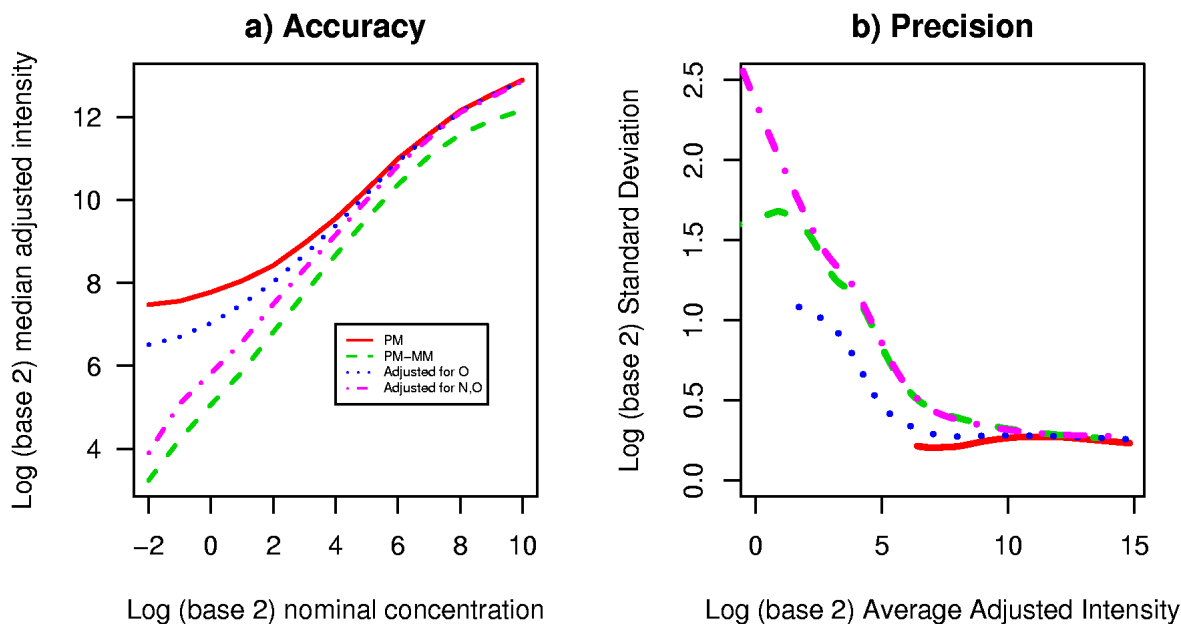 a) Accuracy
Log (base 2) median adjusted intensity
12
10
8
6
4
PM
PM−MM
Adjusted for O
Adjusted for N,O
−2 0 2 4 6 8 10
Log (base 2) nominal concentration
b) Precision
Log (base 2) Standard Deviation
2.5
2.0
1.5
1.0
0.5
0.0
0 5 10 15
Log (base 2) Average Adjusted Intensity